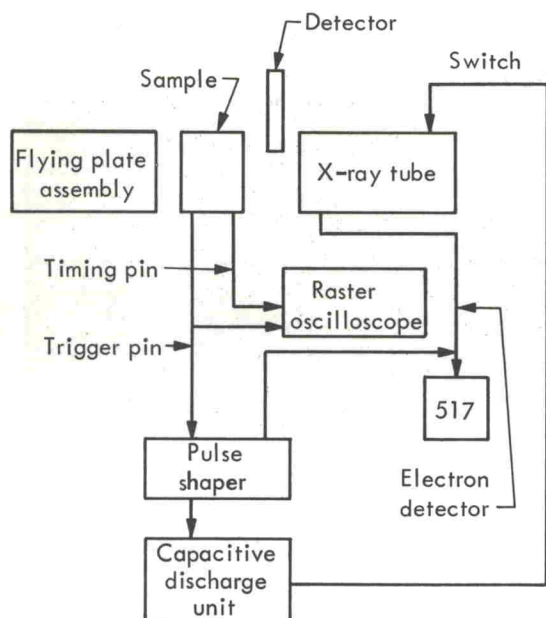 Detector
Switch
Sample
Flying plate
assembly
X-ray tube
Timing pin
Raster
oscilloscope
Trigger pin
517
Pulse
shaper
Electron
detector
Capacitive
discharge
unit